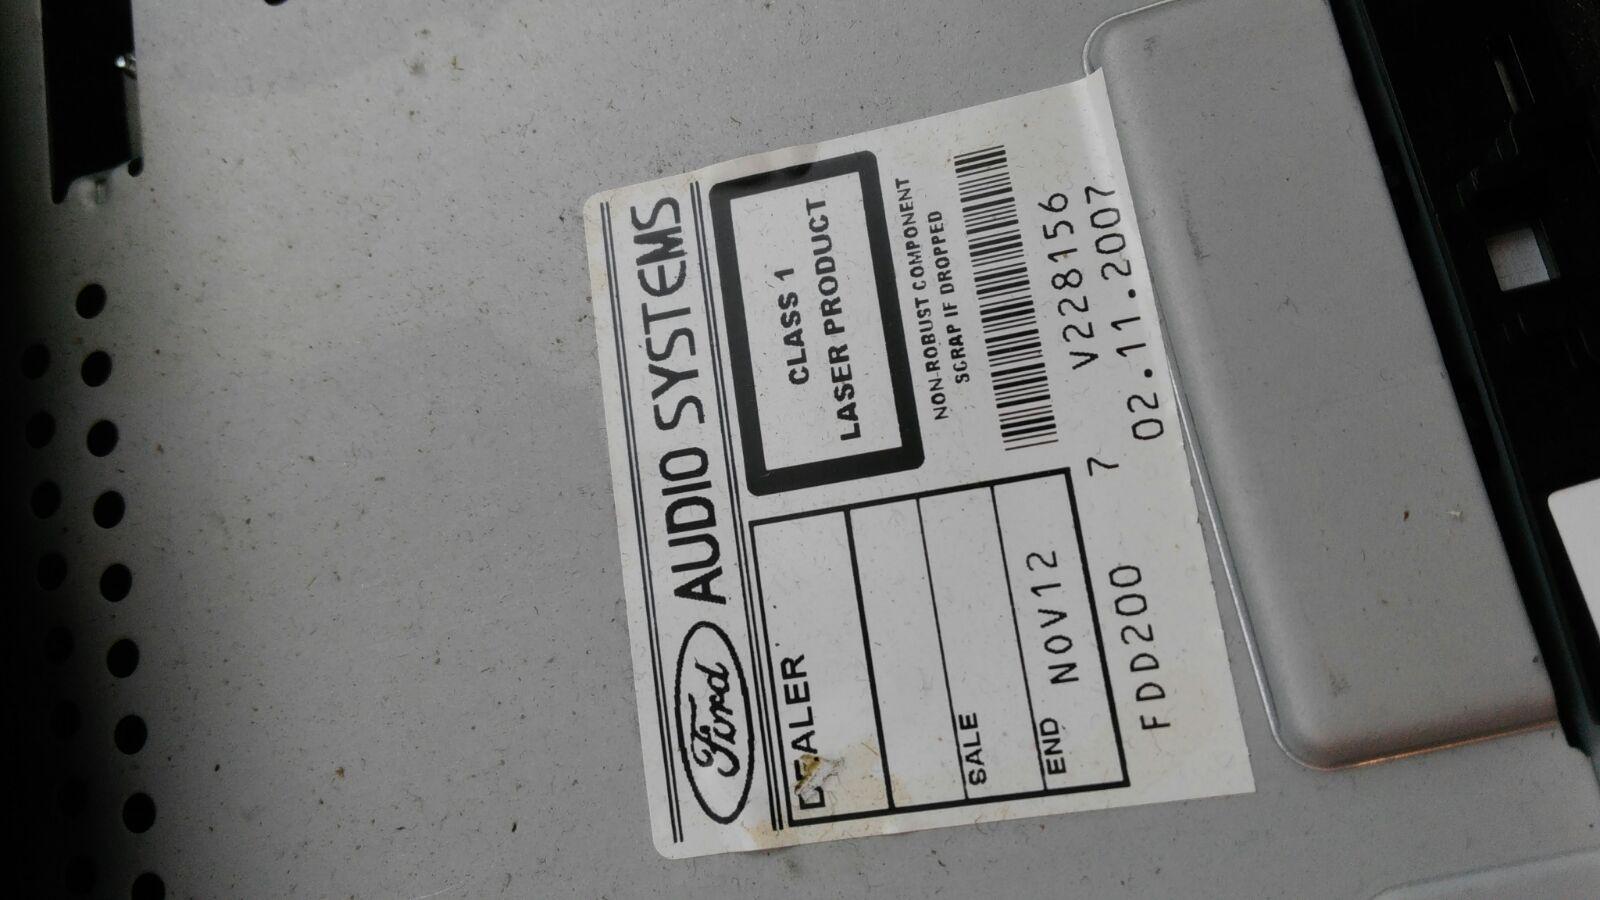 Ford AUDIO SYSTEMS
DEALER
SALE
END NOV12
CLASS 1
LASER PRODUCT
NON-ROBUST COMPONENT
SCRAP IF DROPPED
7 V228156
FDD200 02.11.2007